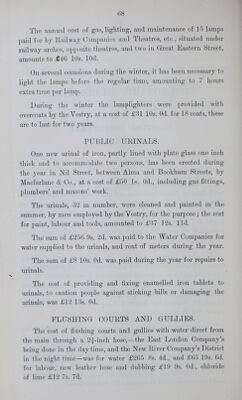 68
The annual cost of gas, lighting, and maintenance of 15 lamps
paid for by Railway Companies and Theatres, etc., situated under
railway arches, opposite theatres, and two in Great Eastern Street,
amounts to £46 10s. 10d.
On several occasions during the winter, it has been necessary to
light the lamps before the regular time, amounting to 7 hours
extra time per lamp.
During the winter the lamplighters were provided with
overcoats by the Vestry, at a cost of £31 10s. 0d. for 18 coats, these
are to last for two years.
PUBLIC URINALS.
One new urinal of iron, partly lined with plate glass one inch
thick and to accommodate two persons, has been erected during
the year in Nil Street, between Alma and Bookham Streets, by
Macfarlane & Co., at a cost of £50 1s. 0d., including gas fittings,
plumbers' and masons' work.
The urinals, 32 in number, were cleaned and painted in the
summer, by men employed by the Vestry, for the purpose; the cost
for paint, labour and tools, amounted to £37 12s. 11d.
The sum of £256 9s. 2d. was paid to the Water Companies for
water supplied to the urinals, and rent of meters during the year.
The sum of £8 10s. 0d. was paid during the year for repairs to
urinals.
The cost of providing and fixing enamelled iron tablets to
urinals, to caution people against sticking bills or damaging the
urinals, was £12 13s. 0d.
FLUSHING COURTS AND GULLIES.
The cost of flushing courts and gullies with water direct from
the main through a 2½-inch hose,—the East London Company's
being done in the day time, and the New River Company's District
in the night time—was for water £265 8s. 4d., and £65 19s. 6d.
for labour, new leather hose and dubbing £19 9s. 0d., chloride
of lime £12 7s. 7d.